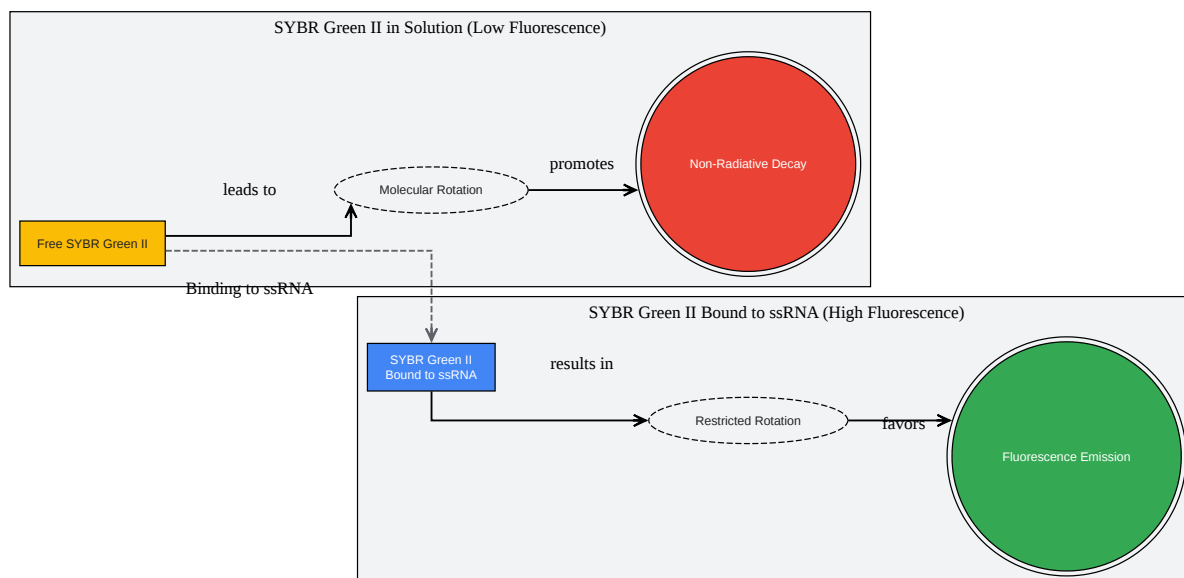 SYBR Green II in Solution (Low Fluorescence)
Non-Radiative Decay
promotes
leads to
Molecular Rotation
Free SYBR Green II
Binding to ssRNA
SYBR Green II Bound to ssRNA (High Fluorescence)
SYBR Green II
Bound to ssRNA
results in
Restricted Rotation
favors
Fluorescence Emission